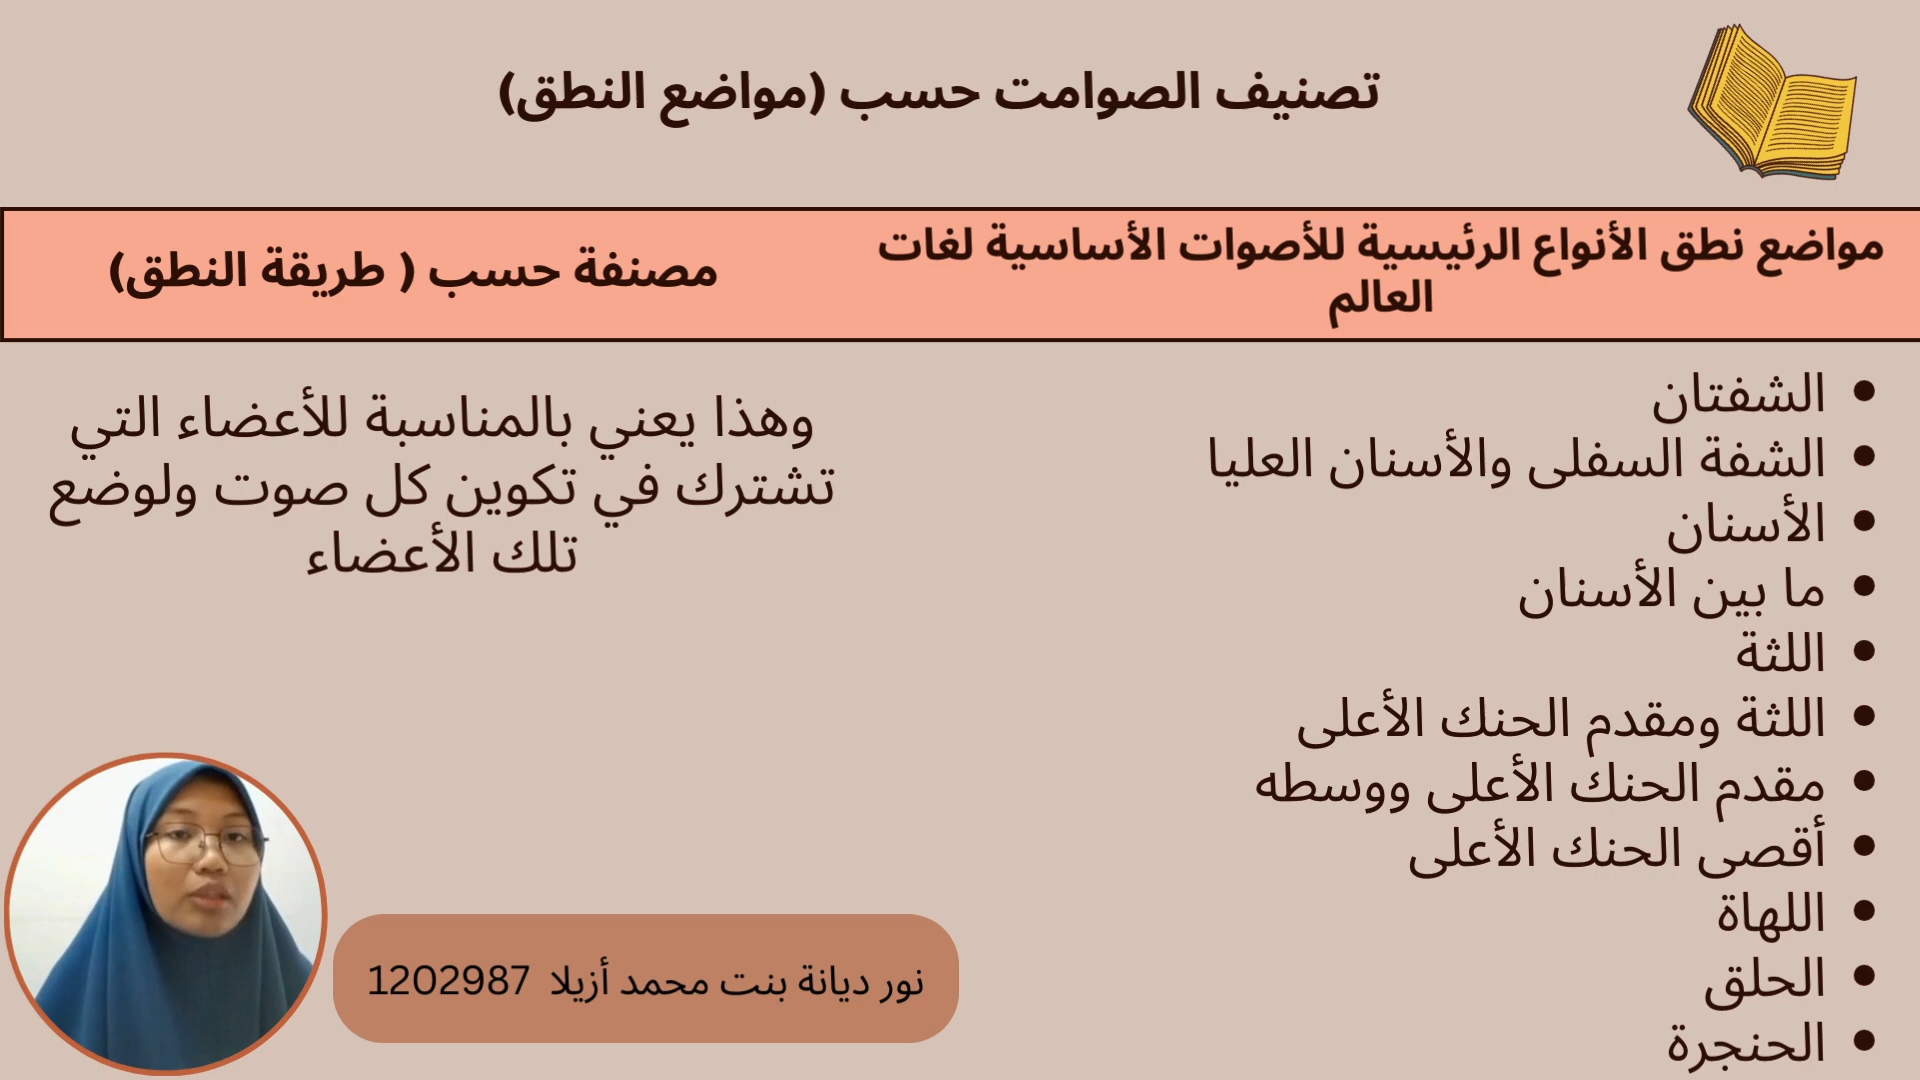 تصنيف الصوامت حسب (مواضع النطق)
مواضع نطق الأنواع الرئيسية للأصوات الأساسية لغات
العالم
مصنفة حسب ( طريقة النطق)
الشفتان
الشفة السفلى والأسنان العليا
الأسنان
ما بين الأسنان
اللثة
اللثة ومقدم الحنك الأعلى
مقدم الحنك الأعلى ووسطه
أقصى الحنك الأعلى
اللهاة
الحلق
الحنجرة
وهذا يعني بالمناسبة للأعضاء التي
تشترك في تكوين كل صوت ولوضع
تلك الأعضاء
نور ديانة بنت محمد أزيلا 1202987